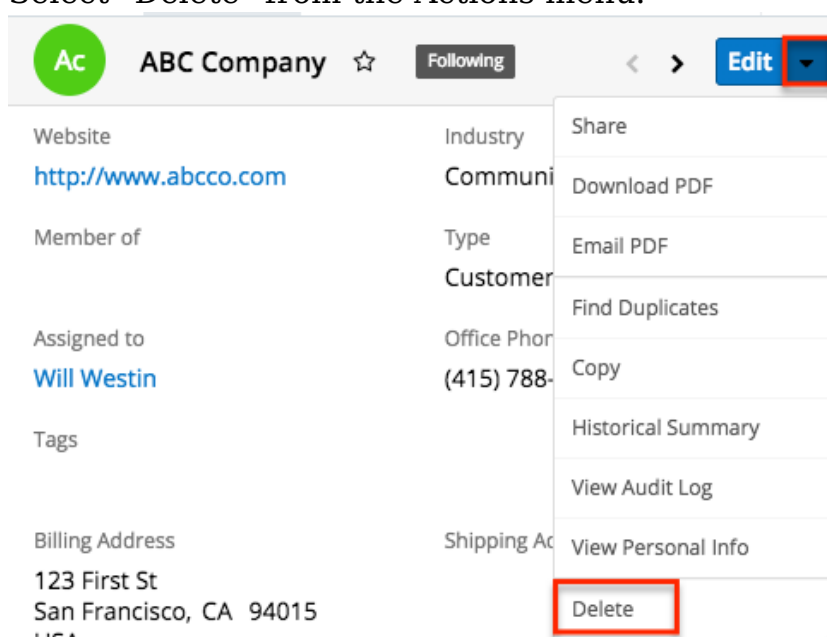 Select "Delete" from the Actions menu.
Ac ABC Company Following Edit
Website
http://www.abcco.com
Member of
Assigned to
Will Westin
Tags
Billing Address
123 First St
San Francisco, CA 94015
USA
Industry
Communi
Type
Customer
Office Phon
(415) 788-
Shipping Ad
Share
Download PDF
Email PDF
Find Duplicates
Copy
Historical Summary
View Audit Log
View Personal Info
Delete